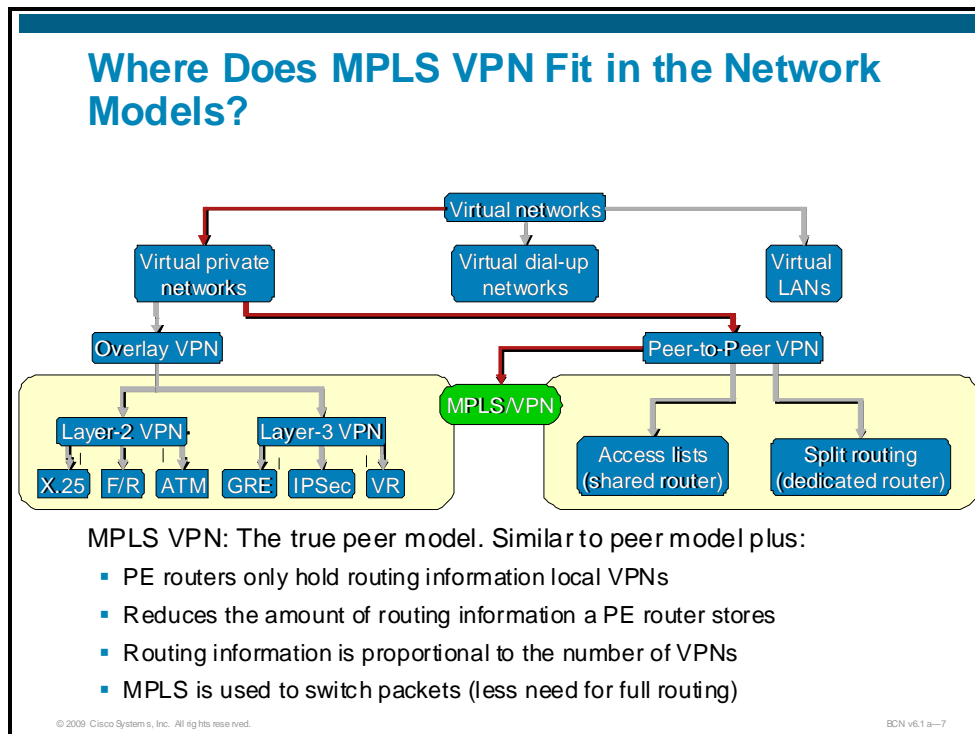 Where Does MPLS VPN Fit in the Network
Models?
Virtual networks
Virtual private
networks
Virtual dial-up
networks
Virtual
LANs
Overlay VPN
Peer-to-Peer VPN
MPLS/VPN
Layer-2 VPN
Layer-3 VPN
Access lists
(shared router)
Split routing
(dedicated router)
X.25
F/R
ATM
GRE
IPSec
VR
MPLS VPN: The true peer model. Similar to peer model plus:
▪ PE routers only hold routing information local VPNs
▪ Reduces the amount of routing information a PE router stores
▪ Routing information is proportional to the number of VPNs
▪ MPLS is used to switch packets (less need for full routing)
© 2009 Cisco Systems, Inc. All rights reserved.
BCN v6.1 a—7